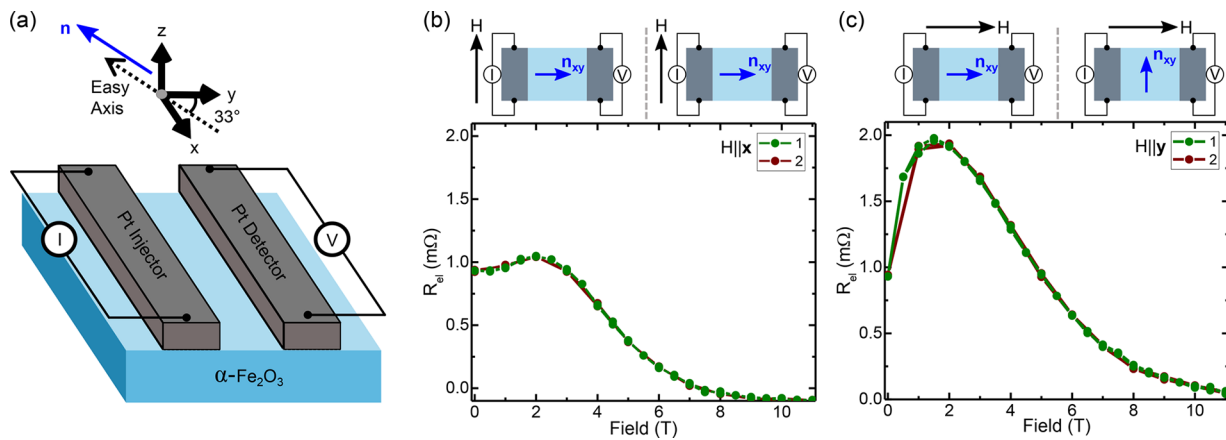 (a)
n
z
Easy
Axis
y
33°
x
Pt Injector
Pt Detector
I
V
α-Fe₂O₃
(b)
H
I
nxy
V
H
I
nxy
V
H||x
1
2
2.0
1.5
1.0
0.5
0.0
Rel (mΩ)
0 2 4 6 8 10
Field (T)
(c)
H
I
nxy
V
H
I
nxy
V
H||y
1
2
2.0
1.5
1.0
0.5
0.0
Rel (mΩ)
0 2 4 6 8 10
Field (T)